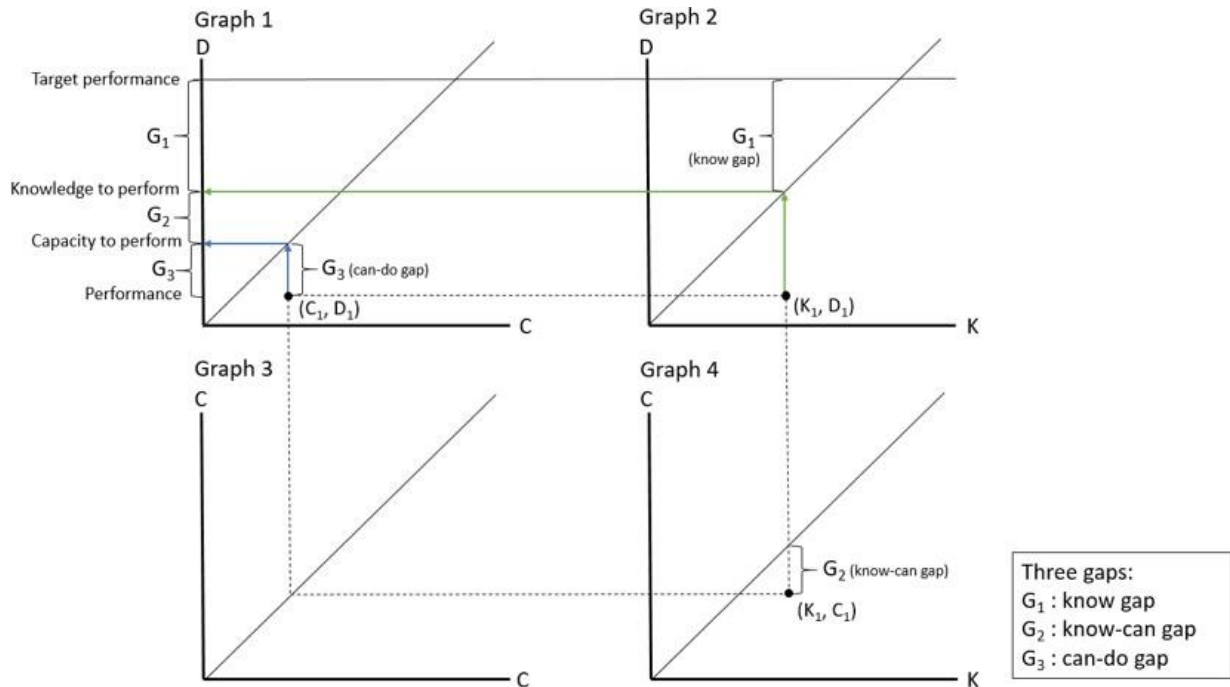 Graph 1
D
Target performance
G₁
Knowledge to perform
G₂
Capacity to perform
G₃
Performance
G₃ (can-do gap)
(C₁, D₁)
C
Graph 2
D
G₁
(know gap)
(K₁, D₁)
K
Graph 3
C
C
Graph 4
C
G₂ (know-can gap)
(K₁, C₁)
K
Three gaps:
G₁ : know gap
G₂ : know-can gap
G₃ : can-do gap